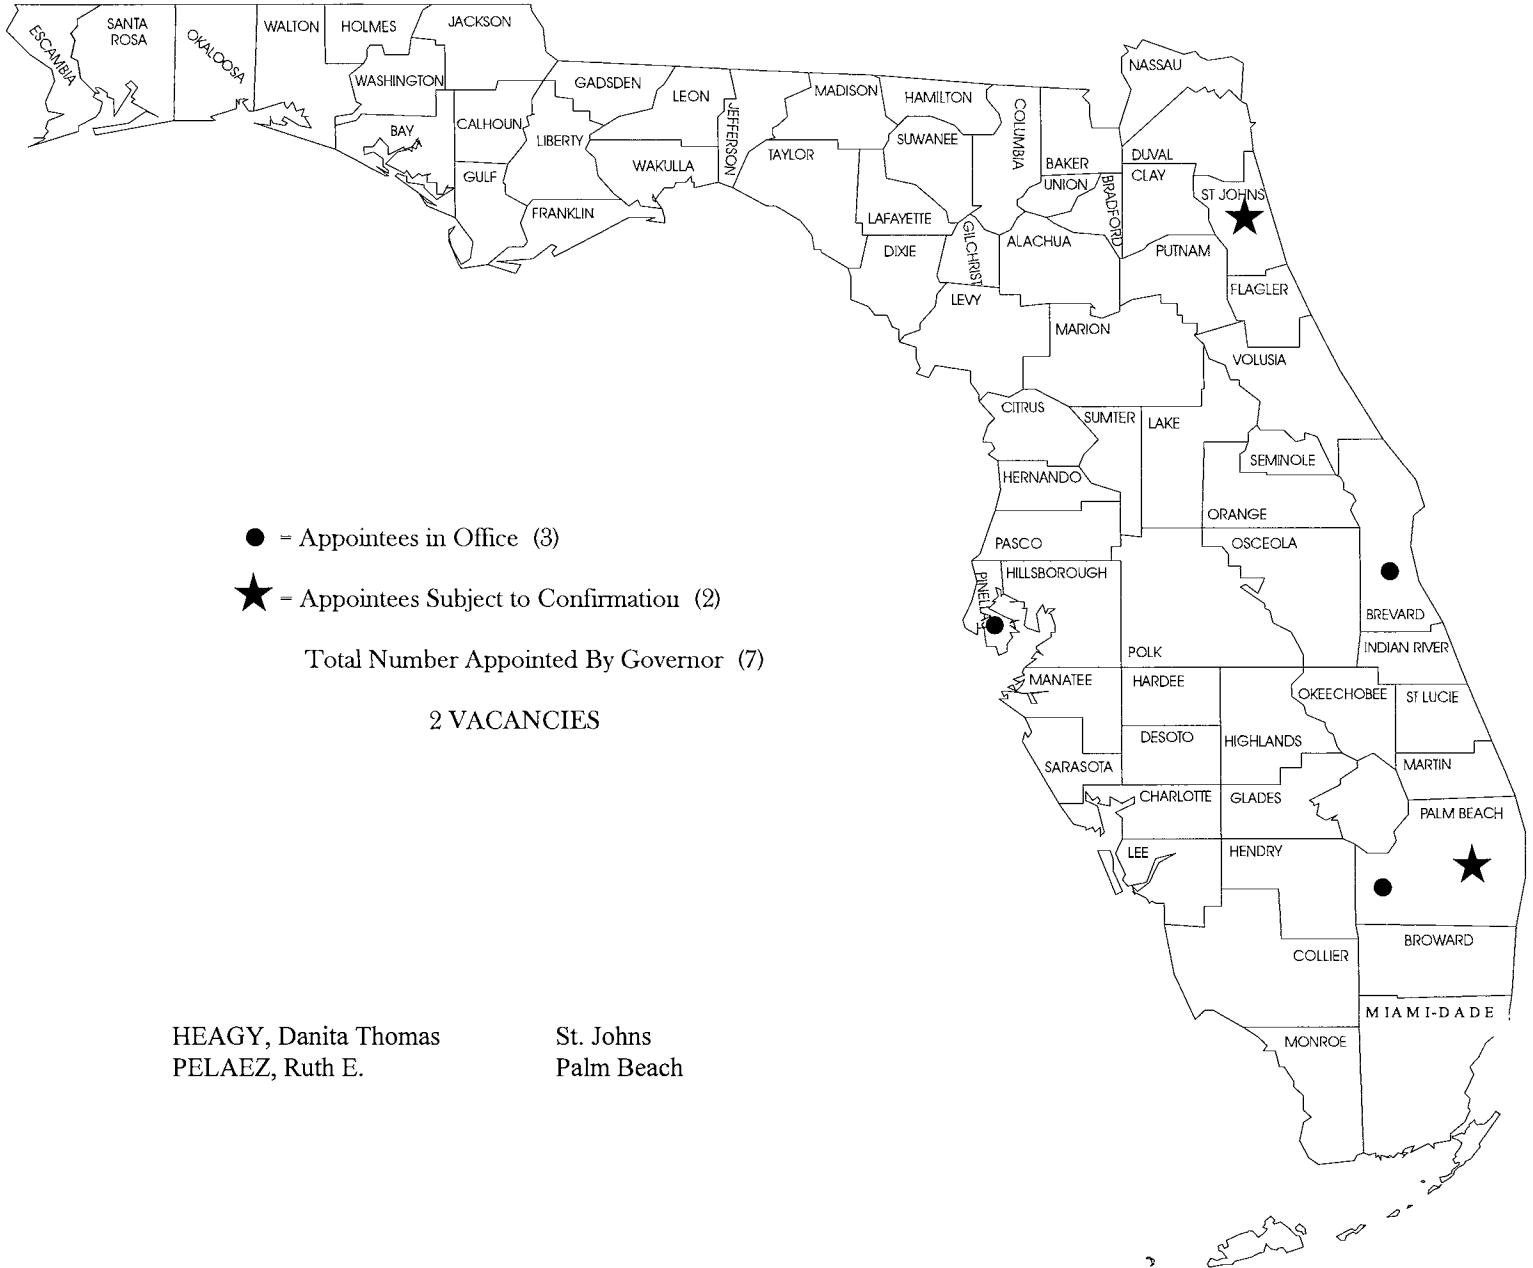 ESCAMBIA
SANTA
ROSA
OKALOOSA
WALTON
HOLMES
JACKSON
WASHINGTON
BAY
CALHOUN
GULF
LIBERTY
GADSDEN
FRANKLIN
LEON
WAKULLA
JEFFERSON
TAYLOR
MADISON
HAMILTON
SUWANEE
LAFAYETTE
DIXIE
GILCHRIST
COLUMBIA
BAKER
UNION
BRADFORD
ALACHUA
LEVY
NASSAU
DUVAL
CLAY
ST JOHNS
PUTNAM
FLAGLER
MARION
VOLUSIA
CITRUS
SUMTER
LAKE
SEMINOLE
HERNANDO
ORANGE
PASCO
OSCEOLA
HILLSBOROUGH
BREVARD
POLK
INDIAN RIVER
MANATEE
HARDEE
OKEECHOBEE
ST LUCIE
DESOTO
HIGHLANDS
SARASOTA
MARTIN
CHARLOTTE
GLADES
PALM BEACH
LEE
HENDRY
BROWARD
COLLIER
MIAMI-DADE
MONROE
= Appointees in Office (3)
= Appointees Subject to Confirmation (2)
Total Number Appointed By Governor (7)
2 VACANCIES
HEAGY, Danita Thomas St. Johns
PELAEZ, Ruth E. Palm Beach